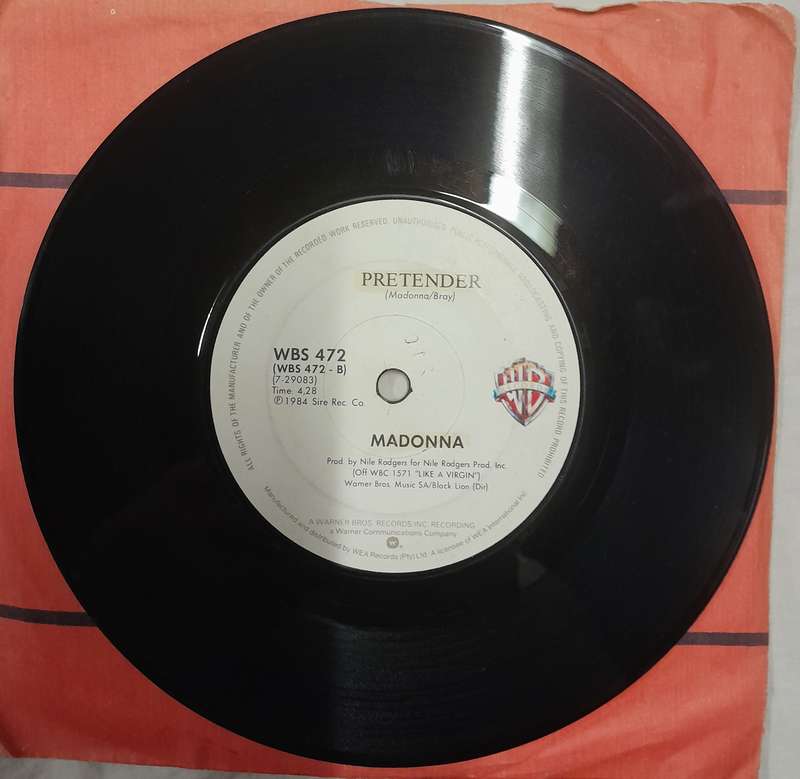 ALL RIGHTS OF THE MANUFACTURER AND OF THE OWNER OF THE RECORDED WORK RESERVED. UNAUTHORISED PUBLIC PERFORMANCE BROADCASTING AND COPYING OF THIS RECORD PROHIBITED
PRETENDER
(Madonna/Bray)
WBS 472
(WBS 472 - B)
(7-29083)
Time: 4,28
℗ 1984 Sire Rec. Co.
WB
RECORDS
MADONNA
Prod. by Nile Rodgers for Nile Rodgers Prod. Inc.
(Off WBC 1571 "LIKE A VIRGIN")
Warner Bros. Music SA/Black Lion (Dir)
A WARNER BROS. RECORDS INC. RECORDING
a Warner Communications Company
Manufactured and distributed by WEA Records (Pty) Ltd. A licensee of WEA International Inc.